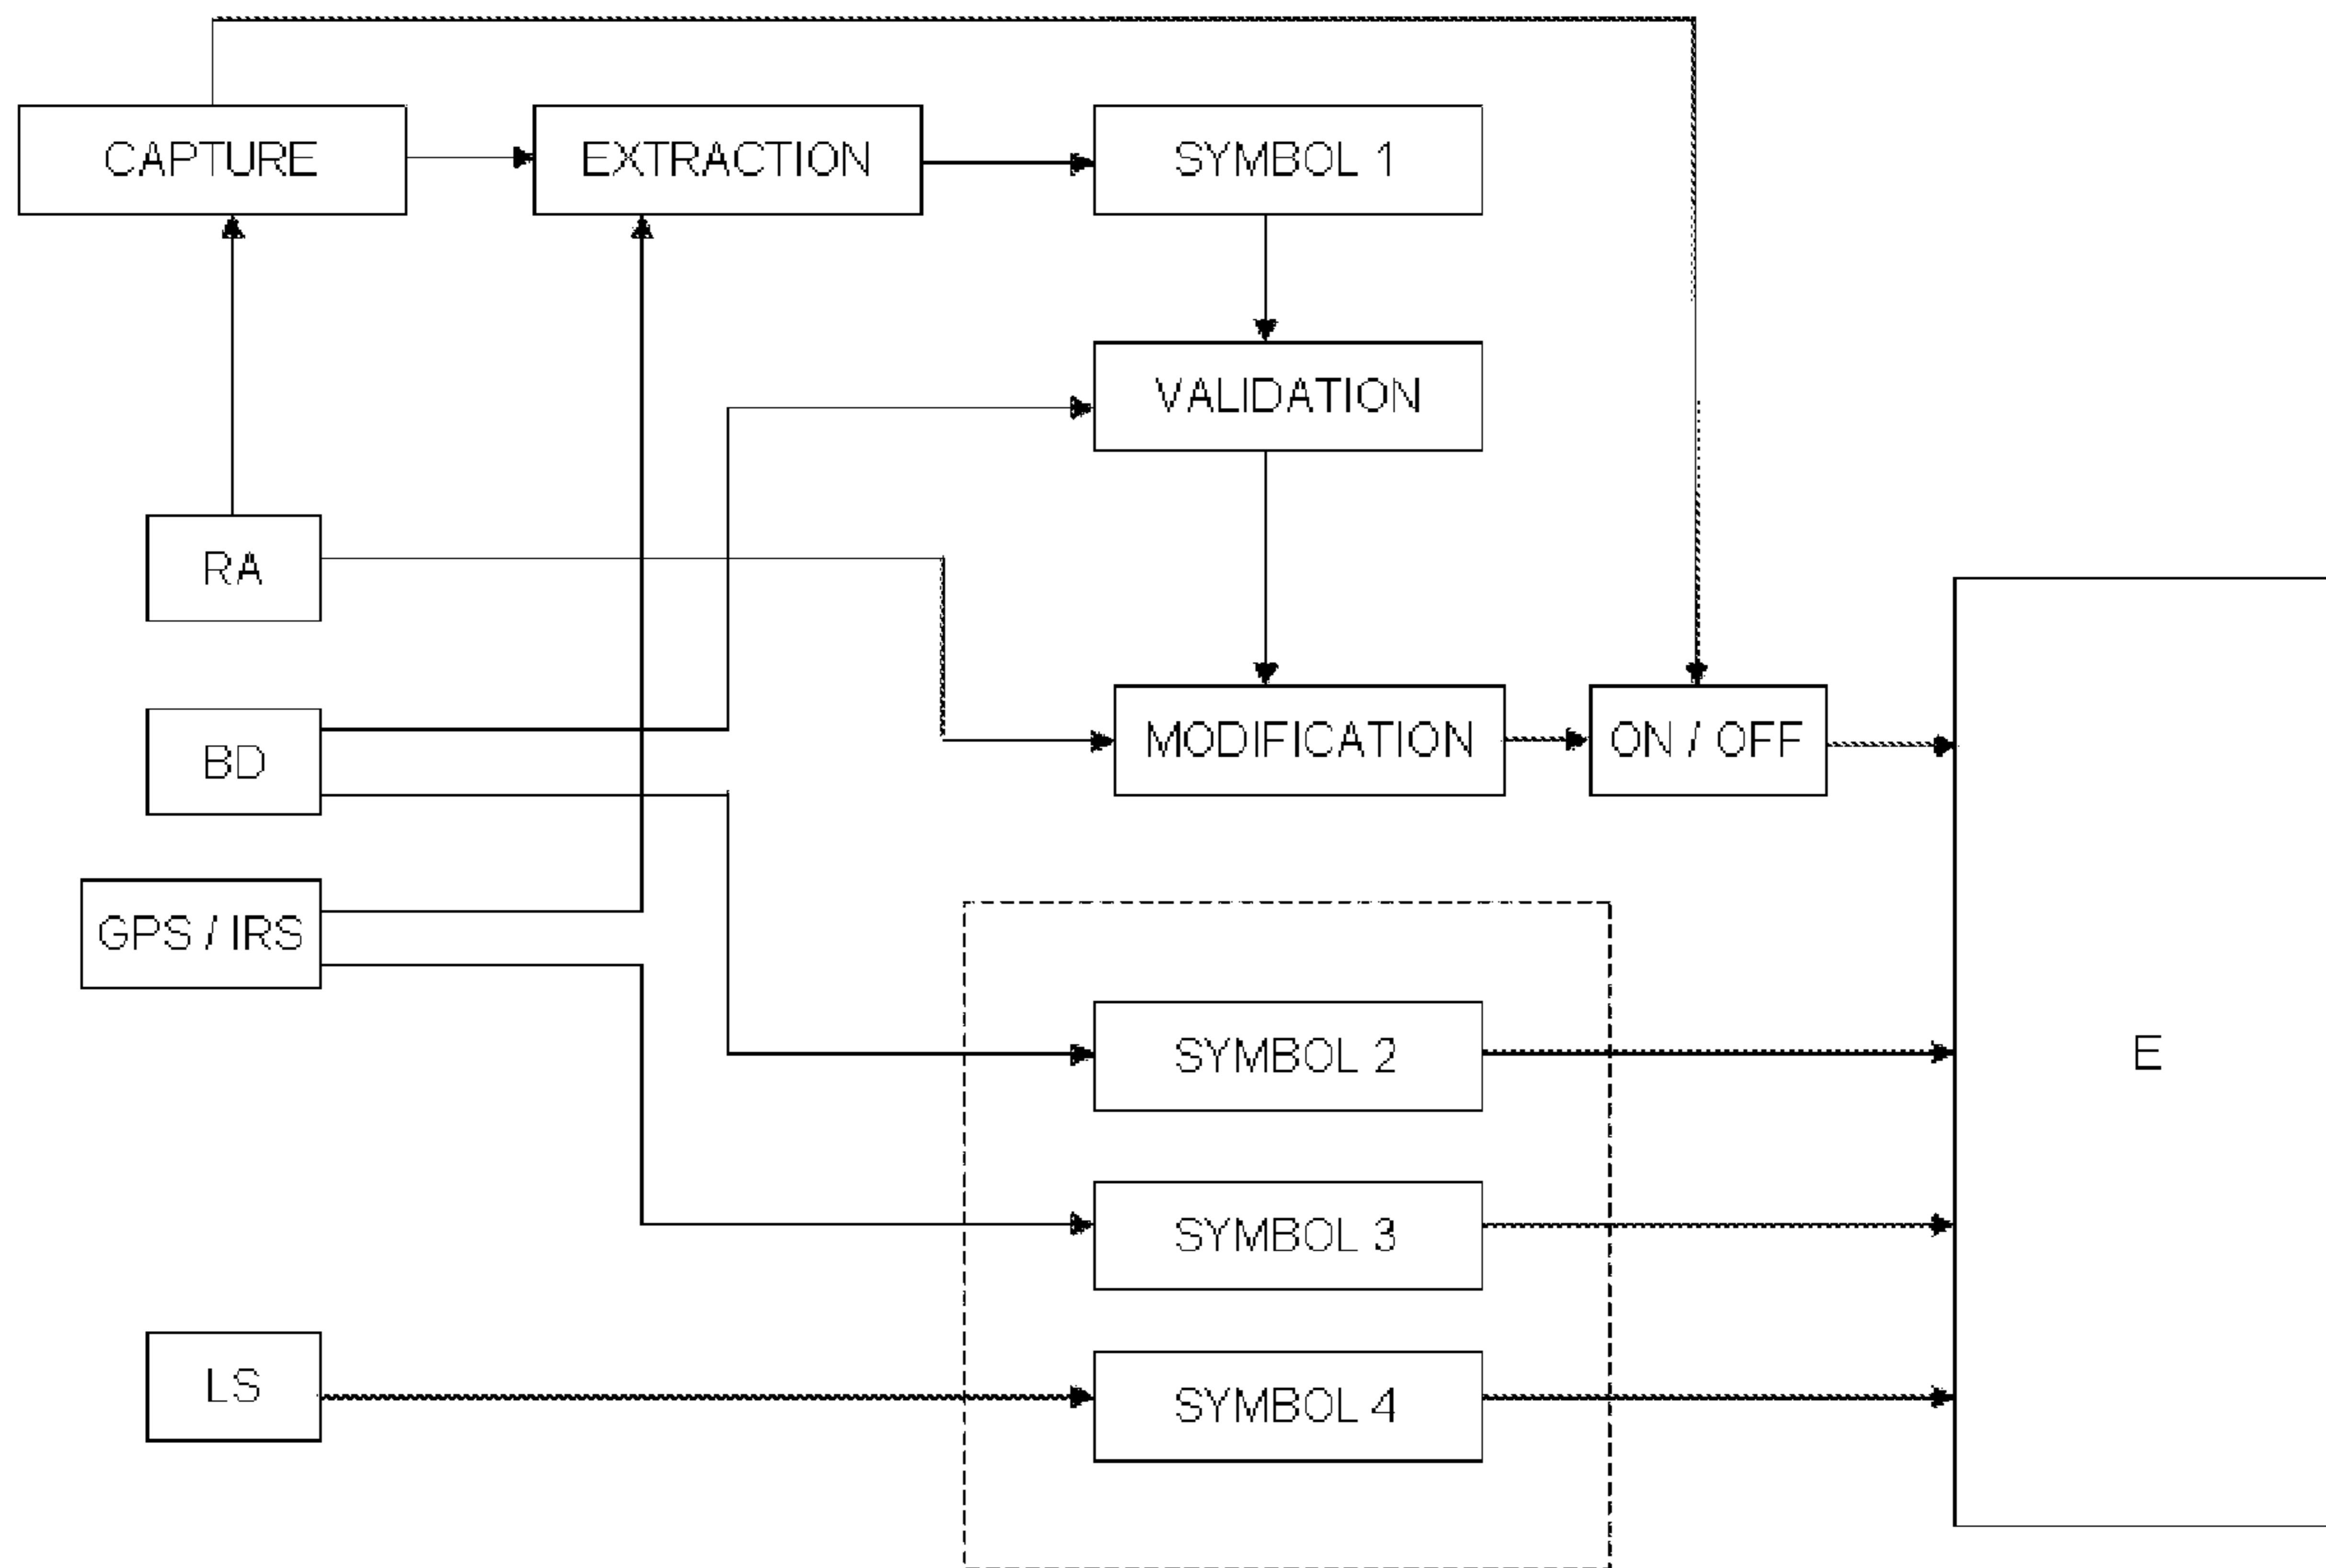 CAPTURE
EXTRACTION
SYMBOL 1
VALIDATION
RA
BD
MODIFICATION
ON / OFF
GPS / IRS
SYMBOL 2
E
SYMBOL 3
LS
SYMBOL 4